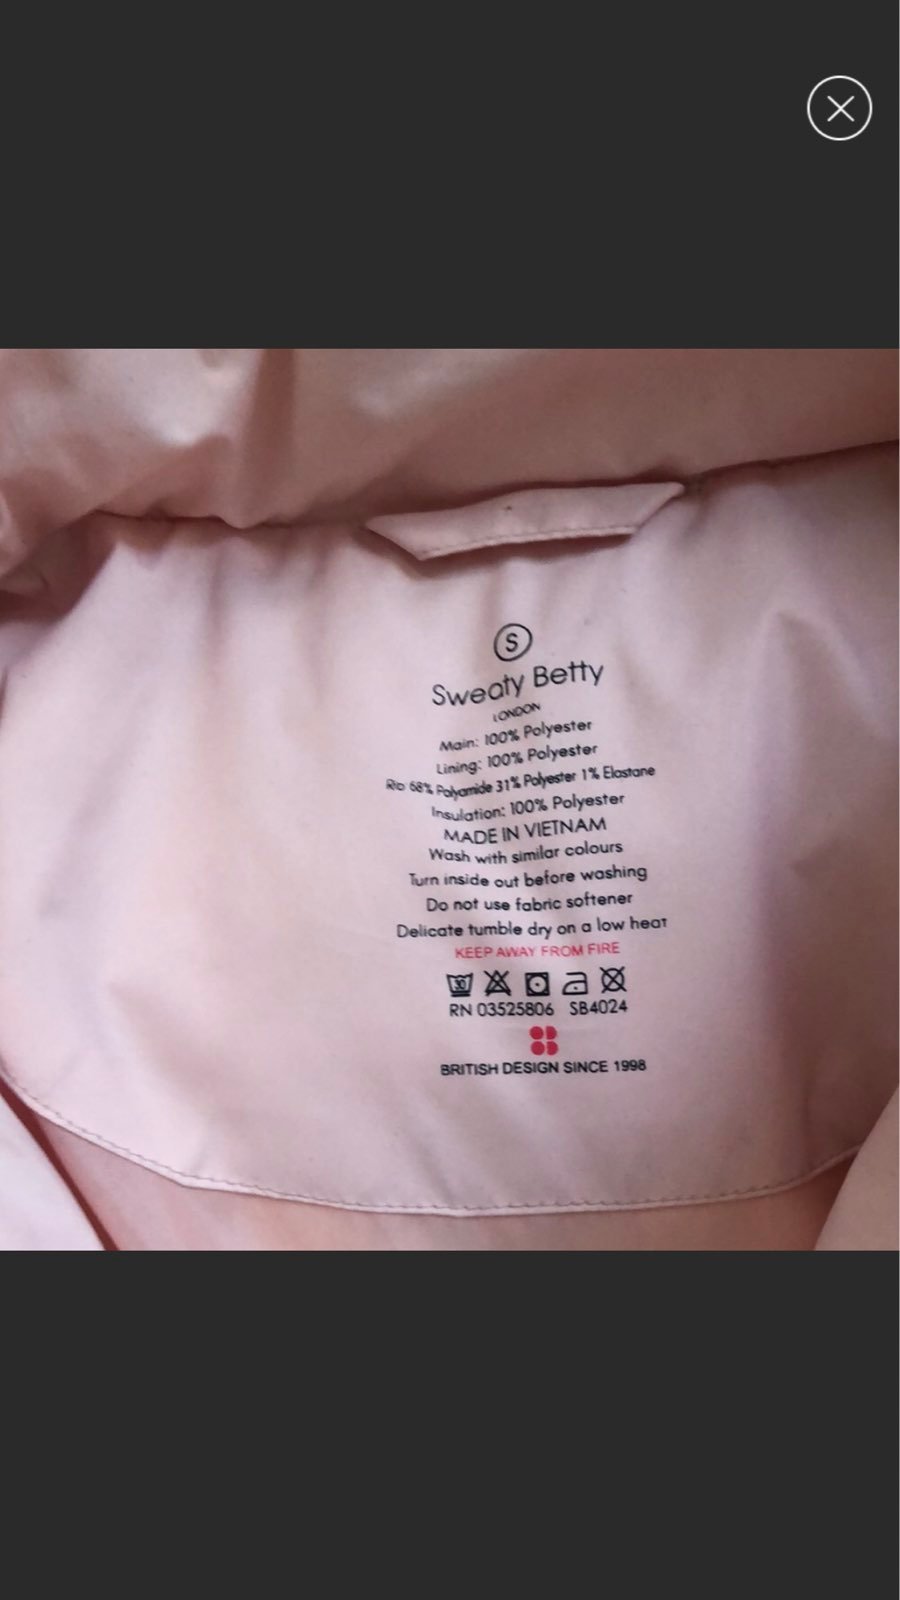 S
Sweaty Betty
LONDON
Main: 100% Polyester
Lining: 100% Polyester
Rib 68% Polyamide 31% Polyester 1% Elastane
Insulation: 100% Polyester
MADE IN VIETNAM
Wash with similar colours
Turn inside out before washing
Do not use fabric softener
Delicate tumble dry on a low heat
KEEP AWAY FROM FIRE
30
RN 03525806 SB4024
BRITISH DESIGN SINCE 1998